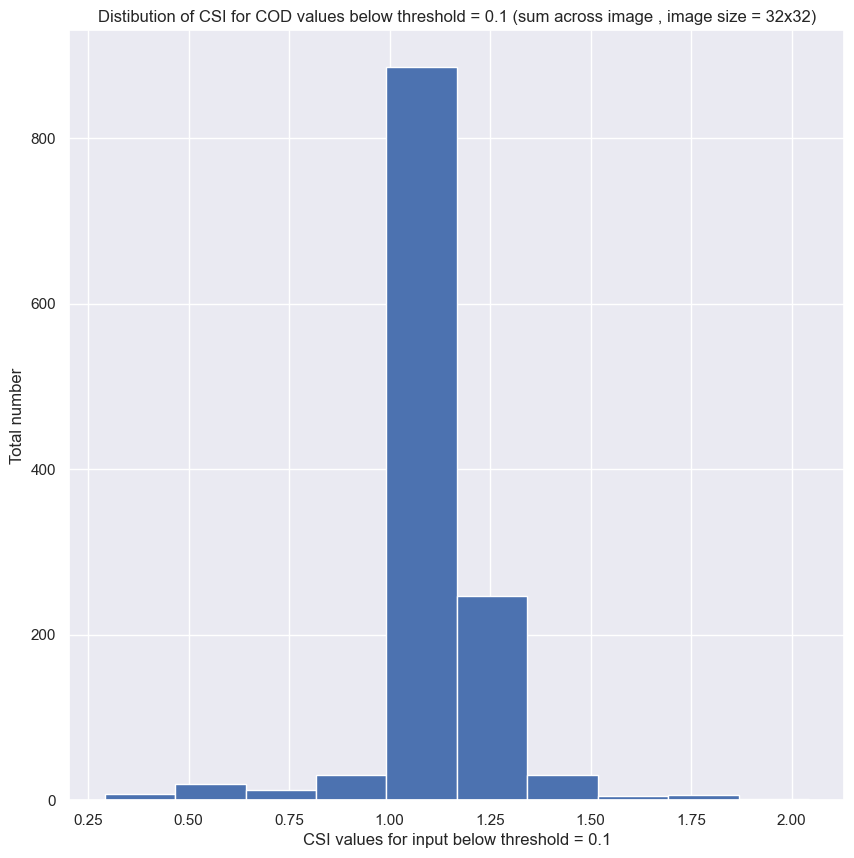 Distibution of CSI for COD values below threshold = 0.1 (sum across image , image size = 32x32)
800
600
400
200
0
Total number
0.25 0.50 0.75 1.00 1.25 1.50 1.75 2.00
CSI values for input below threshold = 0.1